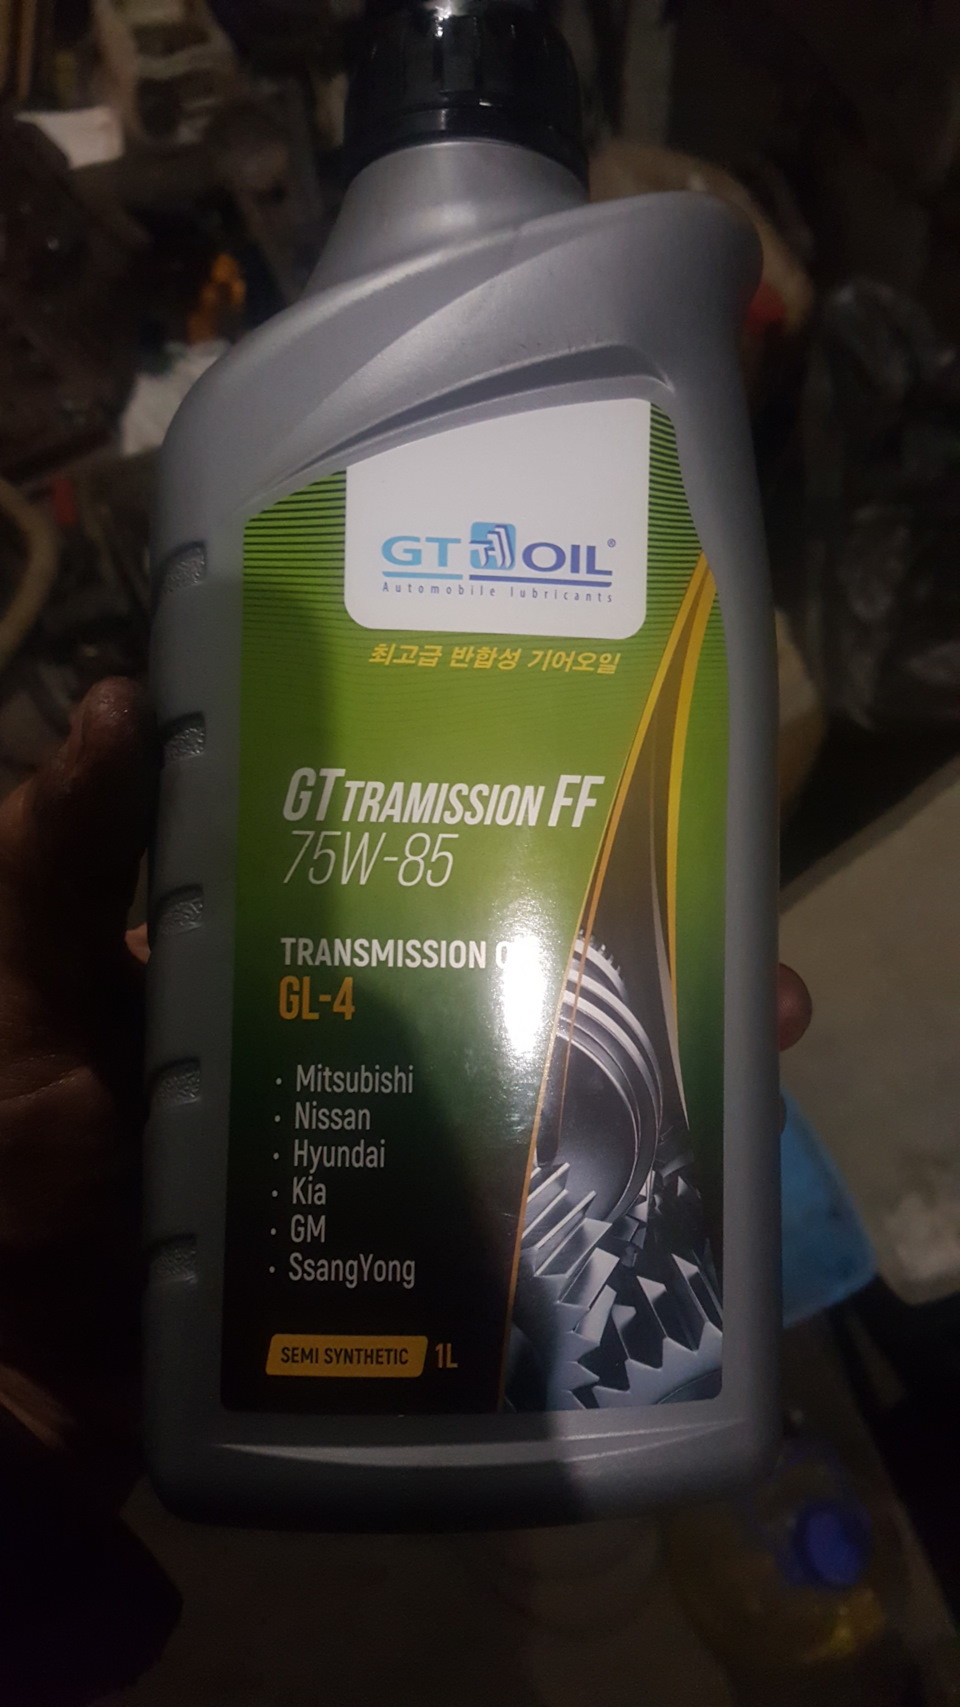 GT OIL®
Automobile lubricants
최고급 반합성 기어오일
GT TRAMISSION FF
75W-85
TRANSMISSION
GL-4
· Mitsubishi
· Nissan
· Hyundai
· Kia
· GM
· SsangYong
SEMI SYNTHETIC 1L